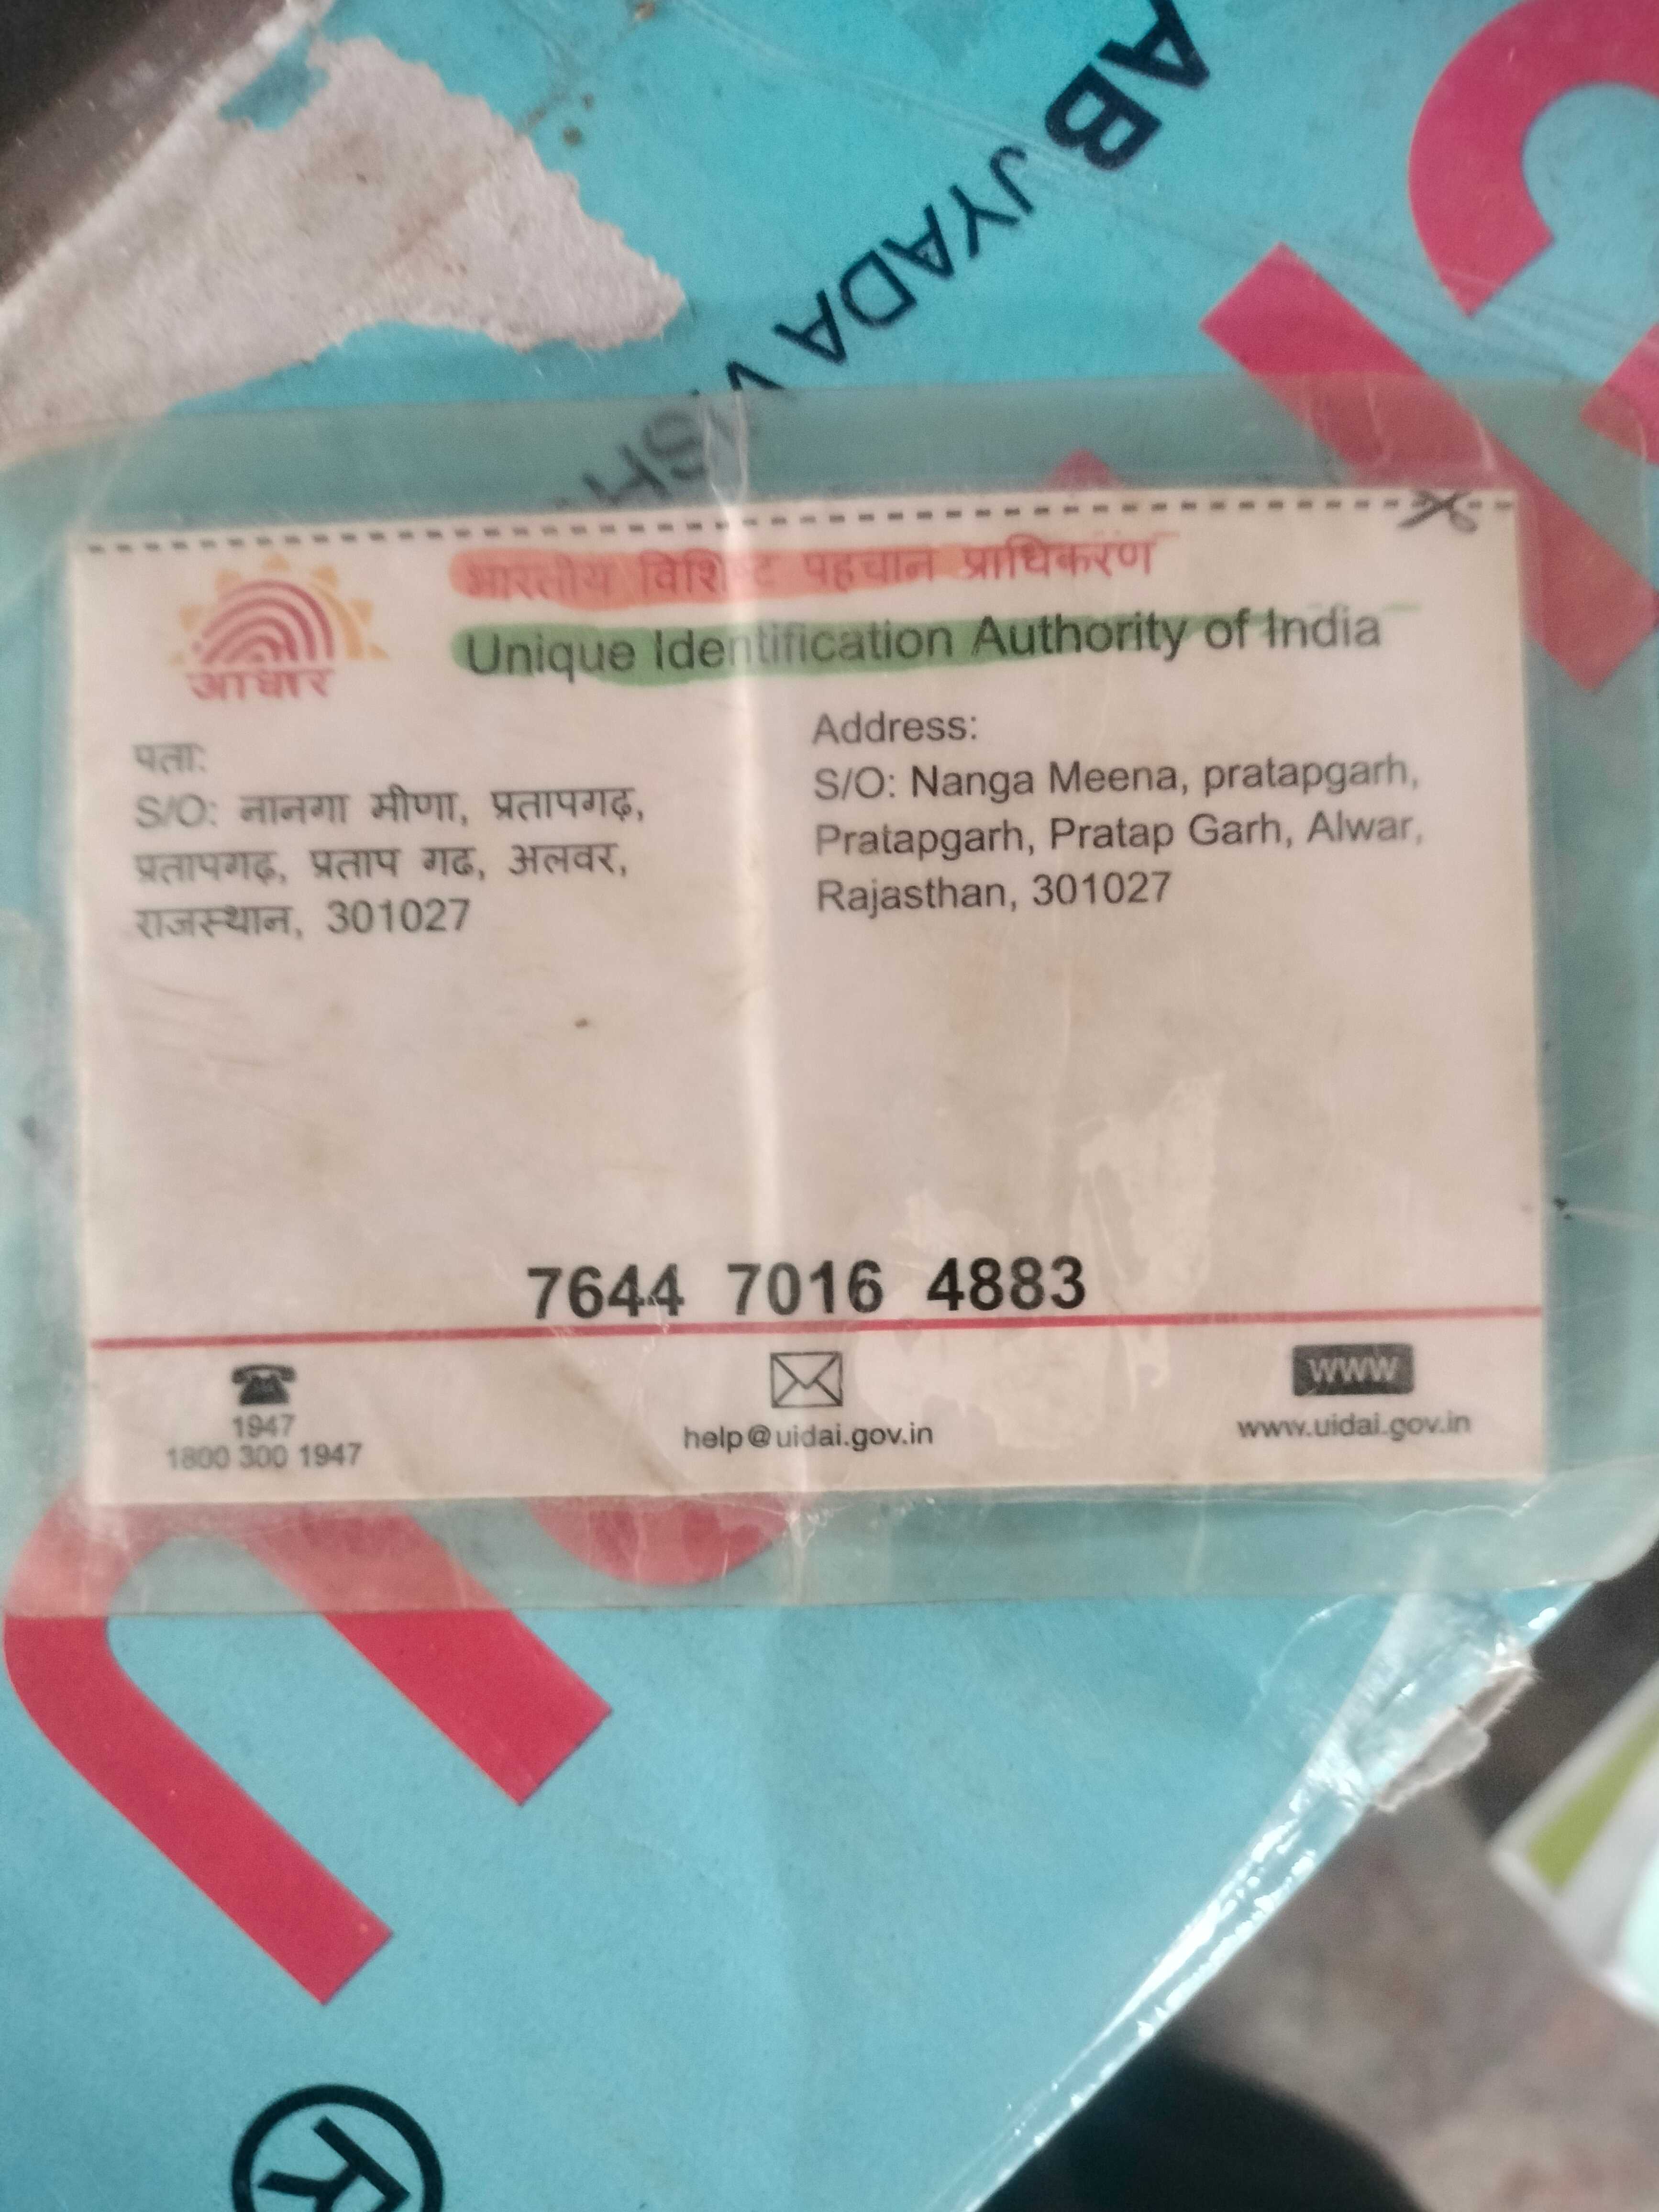 AB JYADA VISH
भारतीय विशिष्ट पहचान प्राधिकरण
Unique Identification Authority of India
आधार
पता:
S/O: नानगा मीणा, प्रतापगढ़,
प्रतापगढ़, प्रताप गढ, अलवर,
राजस्थान, 301027
Address:
S/O: Nanga Meena, pratapgarh,
Pratapgarh, Pratap Garh, Alwar,
Rajasthan, 301027
7644 7016 4883
1947
1800 300 1947
help@uidai.gov.in
www
www.uidai.gov.in
R